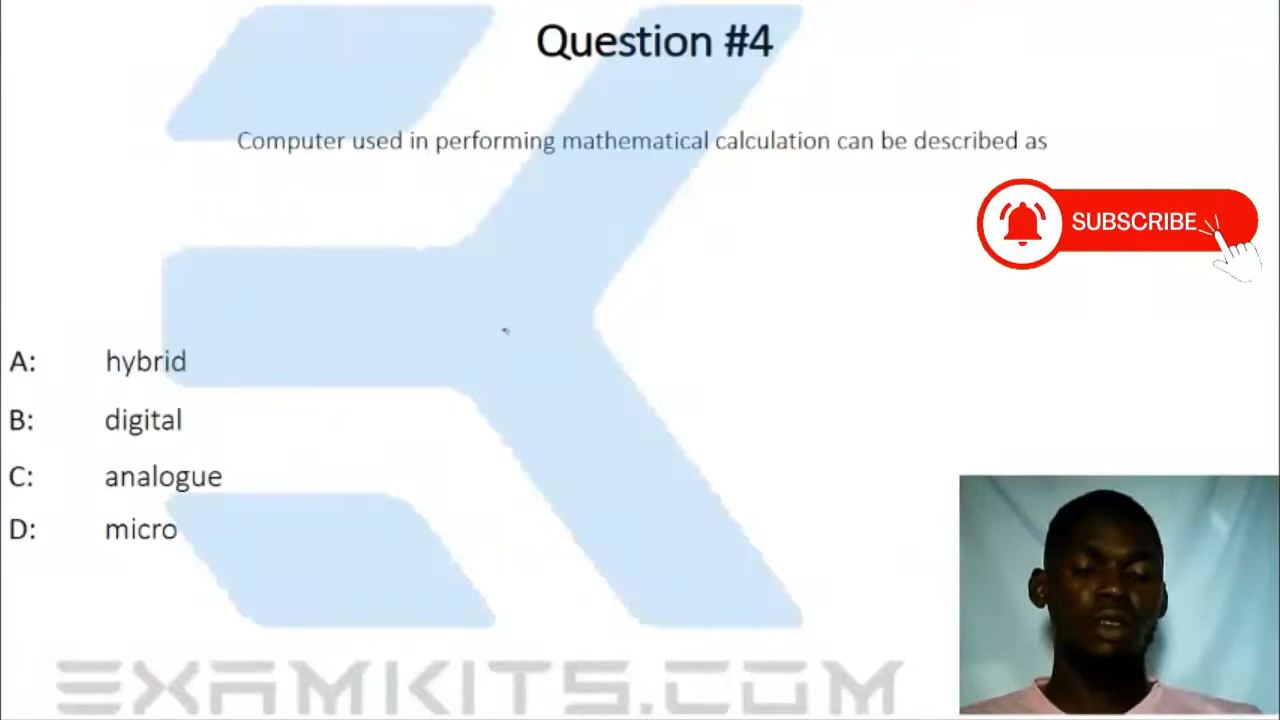 Question #4
Computer used in performing mathematical calculation can be described as
SUBSCRIBE
A: hybrid
B: digital
C: analogue
D: micro
EXAMKITS.COM